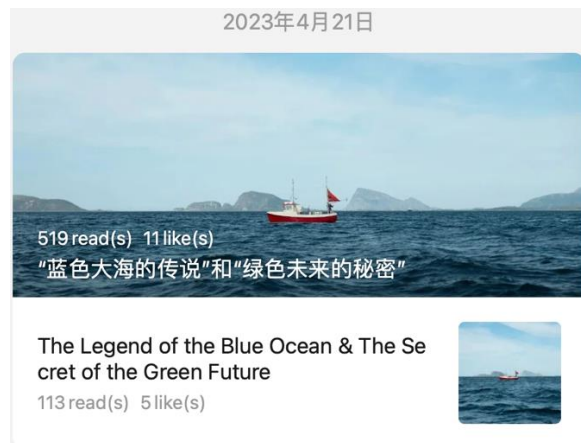 2023年4月21日
519 read(s) 11 like(s)
“蓝色大海的传说”和“绿色未来的秘密”
The Legend of the Blue Ocean & The Se
cret of the Green Future
113 read(s) 5 like(s)